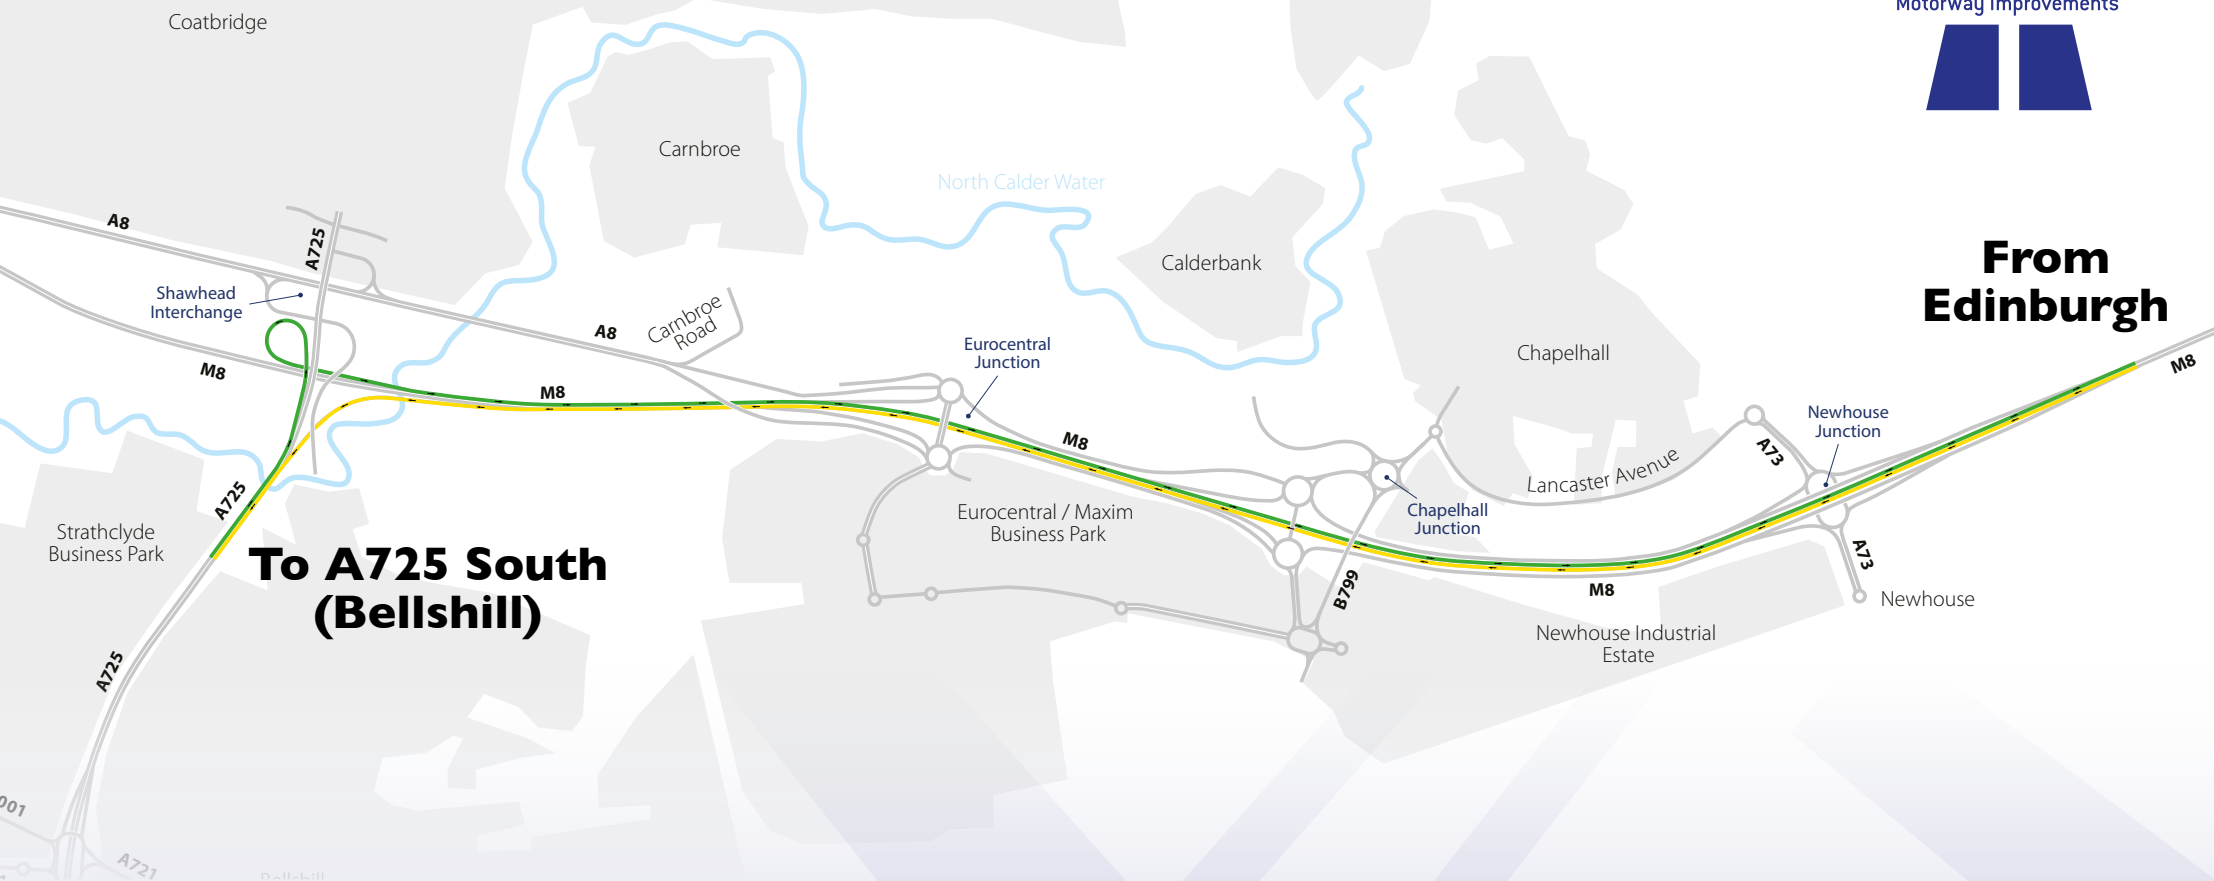 Motorway Improvements
Coatbridge
Carnbroe
North Calder Water
A8
A725
Calderbank
From
Edinburgh
Shawhead
Interchange
Carnbroe
Road
A8
Eurocentral
Junction
Chapelhall
M8
M8
M8
Newhouse
Junction
M8
A73
Lancaster Avenue
A725
Eurocentral / Maxim
Business Park
Chapelhall
Junction
Strathclyde
Business Park
To A725 South
(Bellshill)
A73
B799
M8
Newhouse
Newhouse Industrial
Estate
A725
001
A721
Bellshill